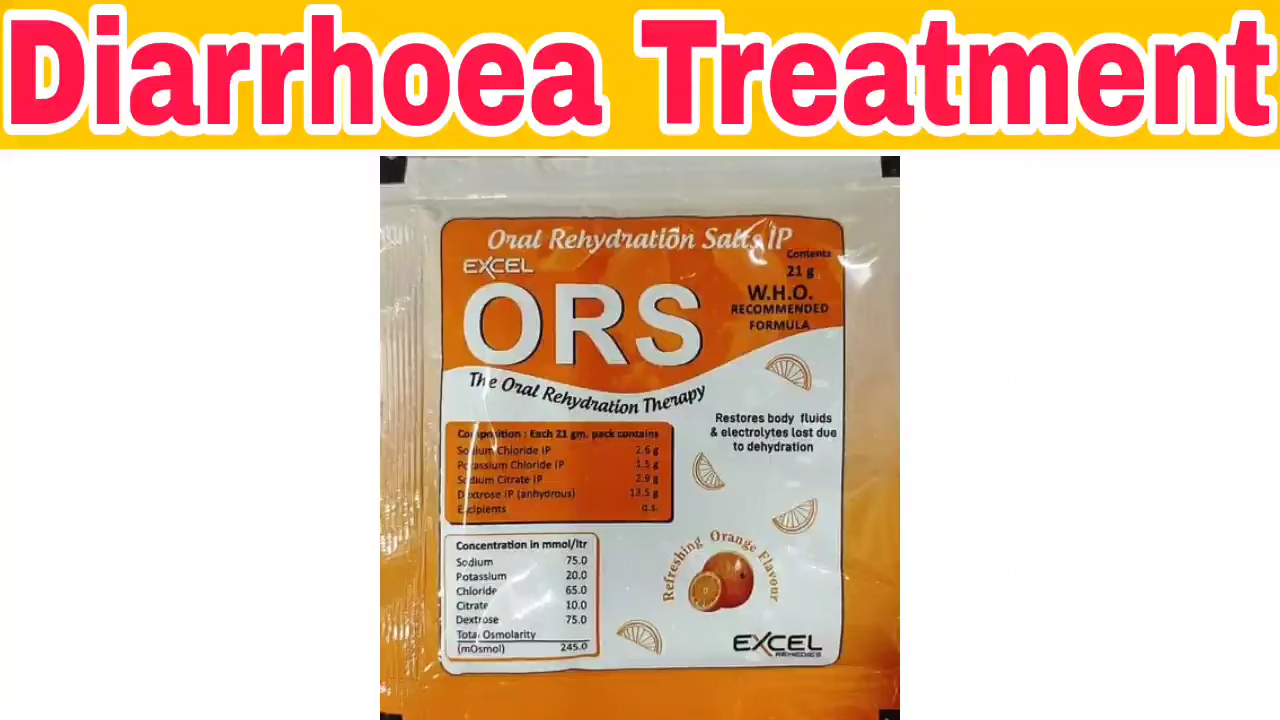 Diarrhoea Treatment
Oral Rehydration Salts IP
Contents
21 g
EXCEL
ORS
W.H.O.
RECOMMENDED
FORMULA
The Oral Rehydration Therapy
Restores body fluids
& electrolytes lost due
to dehydration
Composition : Each 21 gm. pack contains
Sodium Chloride IP 2.6 g
Potassium Chloride IP 1.5 g
Sodium Citrate IP 2.9 g
Dextrose IP (anhydrous) 13.5 g
Excipients q.s.
Concentration in mmol/ltr
Sodium 75.0
Potassium 20.0
Chloride 65.0
Citrate 10.0
Dextrose 75.0
Total Osmolarity
(mOsmol) 245.0
Refreshing Orange Flavour
EXCEL
REMEDIES